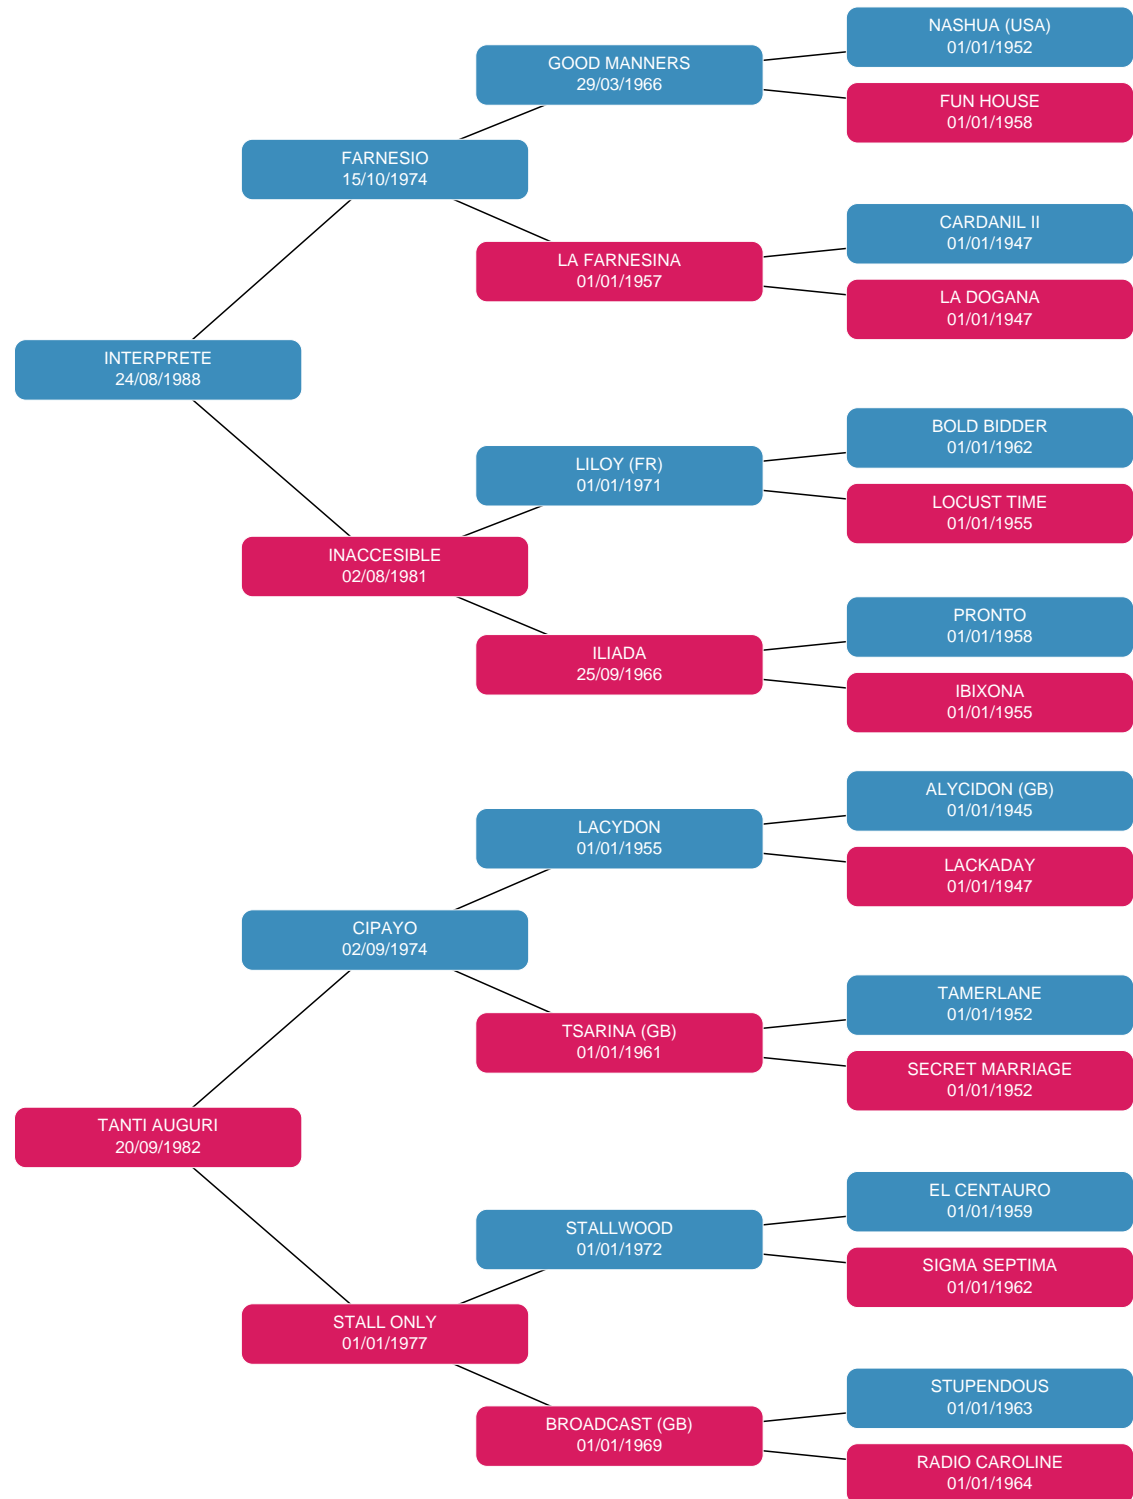 NASHUA (USA)
01/01/1952
GOOD MANNERS
29/03/1966
FUN HOUSE
01/01/1958
FARNESIO
15/10/1974
CARDANIL II
01/01/1947
LA FARNESINA
01/01/1957
LA DOGANA
01/01/1947
INTERPRETE
24/08/1988
BOLD BIDDER
01/01/1962
LILOY (FR)
01/01/1971
LOCUST TIME
01/01/1955
INACCESIBLE
02/08/1981
PRONTO
01/01/1958
ILIADA
25/09/1966
IBIXONA
01/01/1955
ALYCIDON (GB)
01/01/1945
LACYDON
01/01/1955
LACKADAY
01/01/1947
CIPAYO
02/09/1974
TAMERLANE
01/01/1952
TSARINA (GB)
01/01/1961
SECRET MARRIAGE
01/01/1952
TANTI AUGURI
20/09/1982
EL CENTAURO
01/01/1959
STALLWOOD
01/01/1972
SIGMA SEPTIMA
01/01/1962
STALL ONLY
01/01/1977
STUPENDOUS
01/01/1963
BROADCAST (GB)
01/01/1969
RADIO CAROLINE
01/01/1964